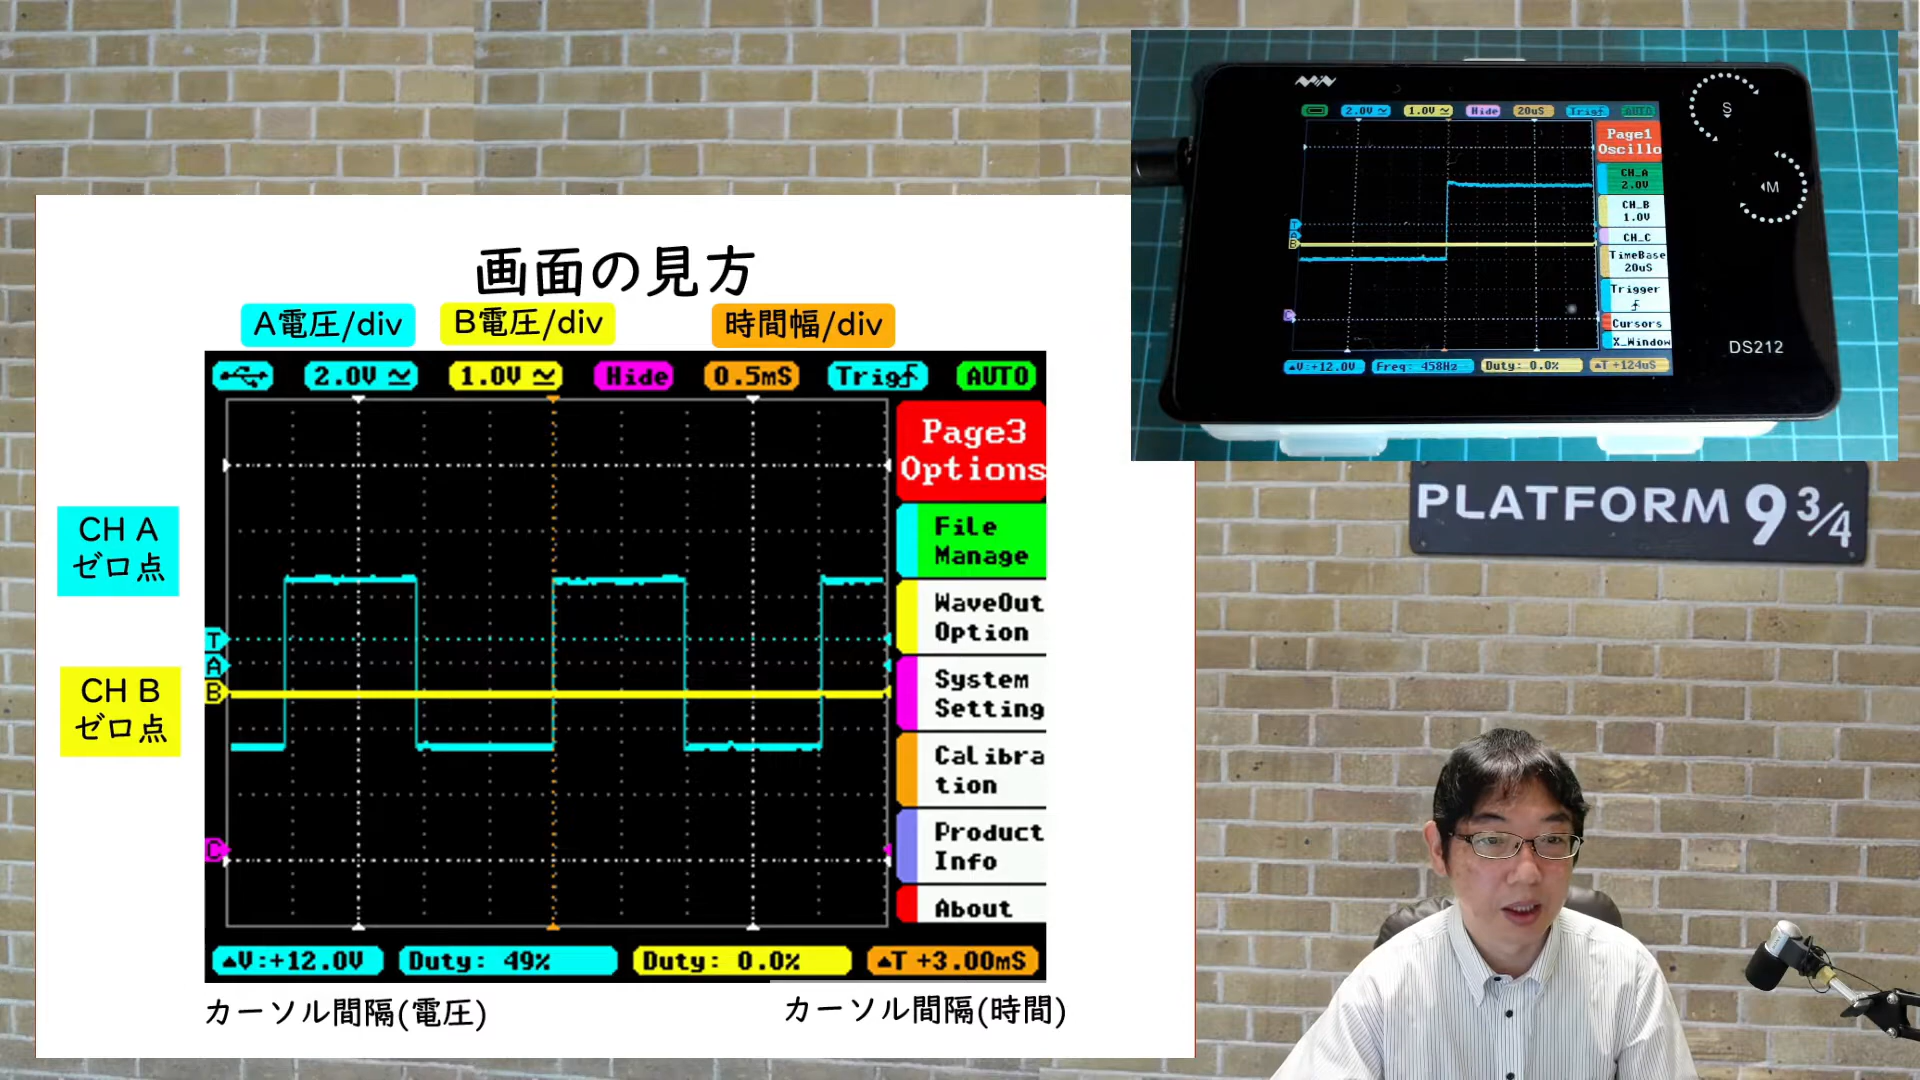 画面の見方
A電圧/div
B電圧/div
時間幅/div
2.0V
1.0V
Hide
0.5mS
Trig
AUTO
Page3
Options
File
Manage
WaveOut
Option
System
Setting
Calibra
tion
Product
Info
About
CH A
ゼロ点
CH B
ゼロ点
T
A
B
C
▲V:+12.0V
Duty: 49%
Duty: 0.0%
▲T +3.00mS
カーソル間隔(電圧)
カーソル間隔(時間)
2.0V
1.0V
Hide
20uS
Trig
AUTO
Page1
Oscillo
CH_A
2.0V
CH_B
1.0V
CH_C
TimeBase
20uS
Trigger
Cursors
X_Window
T
A
B
C
▲V:+12.0V
Freq: 458Hz
Duty: 0.0%
▲T +124uS
S
M
DS212
PLATFORM 9 3/4